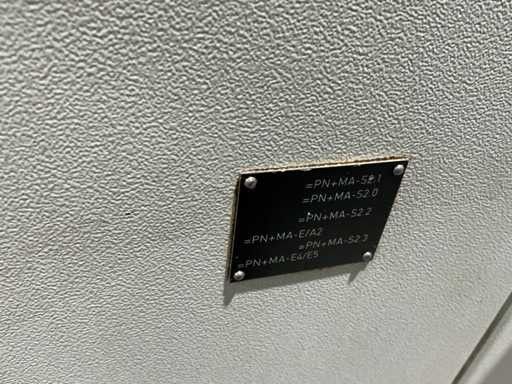 =PN+MA-S2.1
=PN+MA-S2.0
=PN+MA-S2.2
=PN+MA-E/A2
=PN+MA-S2.3
=PN+MA-E4/E5